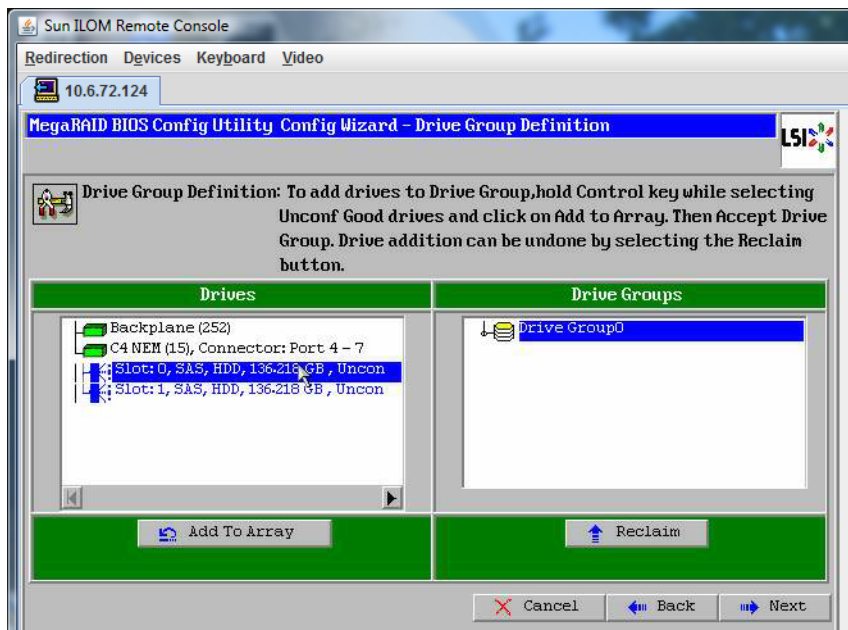 Sun ILOM Remote Console
Redirection Devices Keyboard Video
10.6.72.124
MegaRAID BIOS Config Utility Config Wizard - Drive Group Definition
LSI
Drive Group Definition: To add drives to Drive Group,hold Control key while selecting
Unconf Good drives and click on Add to Array. Then Accept Drive
Group. Drive addition can be undone by selecting the Reclaim
button.
Drives
Drive Groups
Backplane (252)
C4 NEM (15), Connector: Port 4 - 7
Slot: 0, SAS, HDD, 136.218 GB , Uncon
Slot: 1, SAS, HDD, 136.218 GB , Uncon
Drive Group0
Add To Array
Reclaim
Cancel
Back
Next